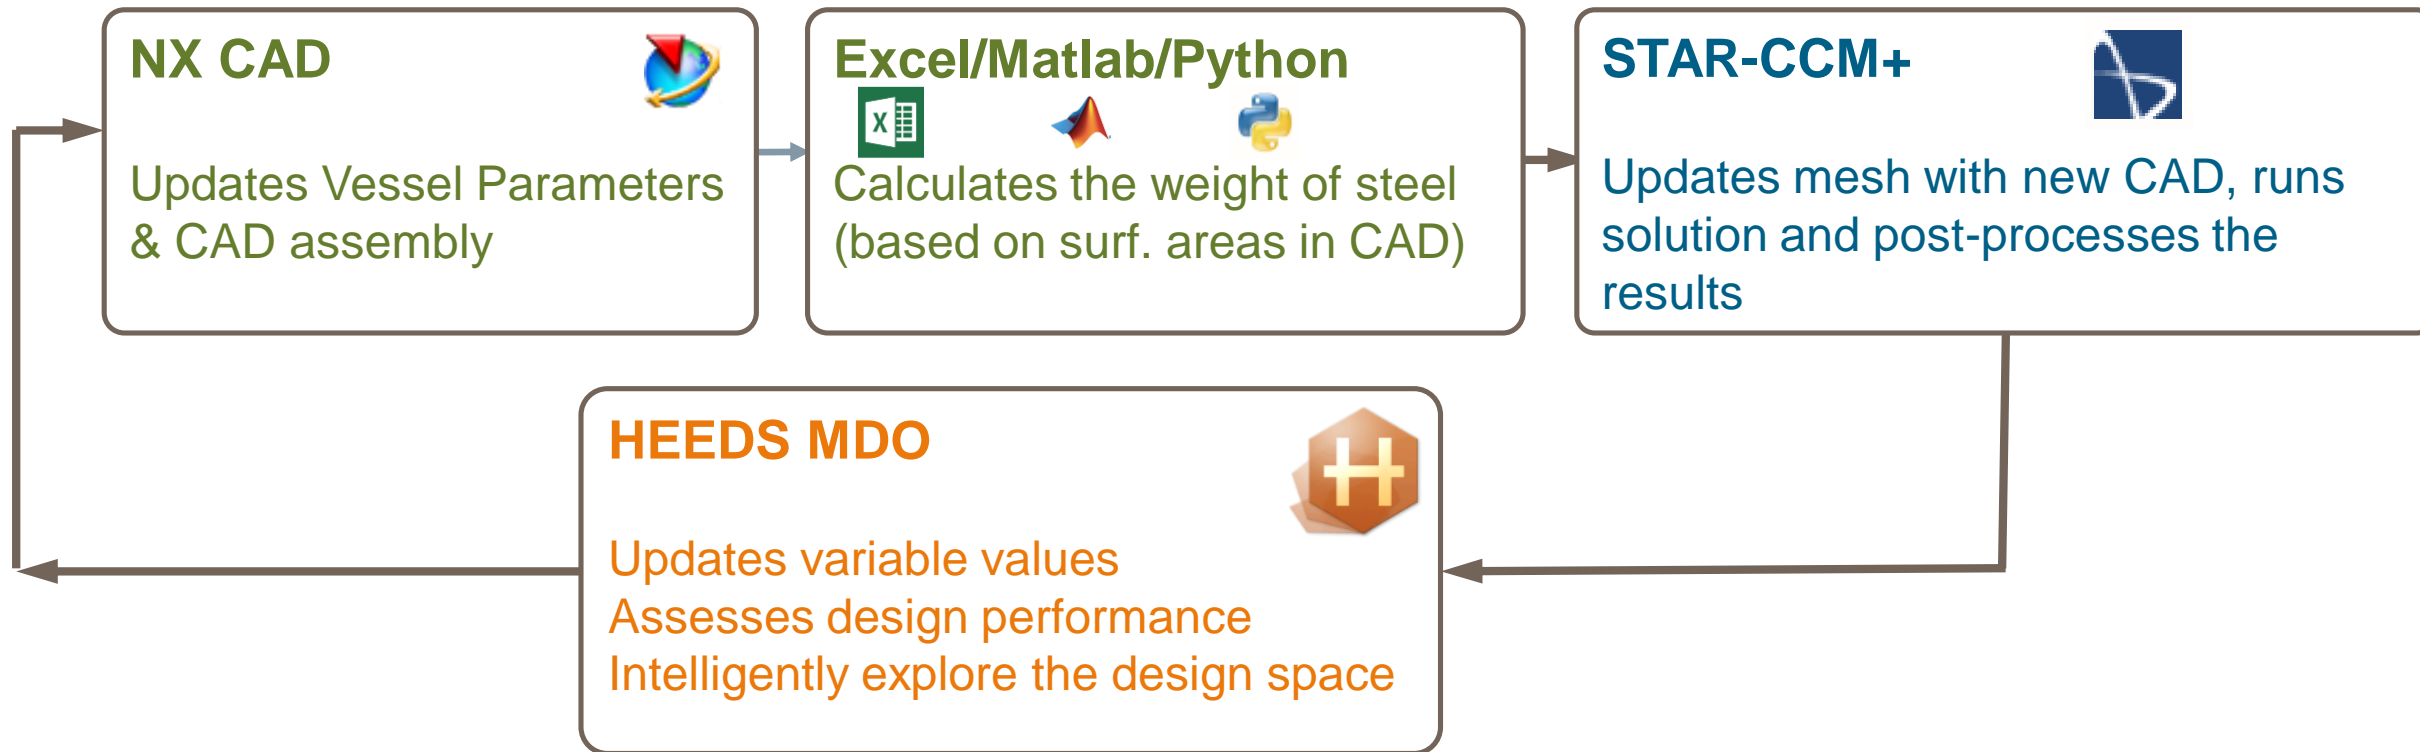 NX CAD
Updates Vessel Parameters
& CAD assembly
Excel/Matlab/Python
X
Calculates the weight of steel
(based on surf. areas in CAD)
STAR-CCM+
Updates mesh with new CAD, runs
solution and post-processes the
results
HEEDS MDO
H
Updates variable values
Assesses design performance
Intelligently explore the design space